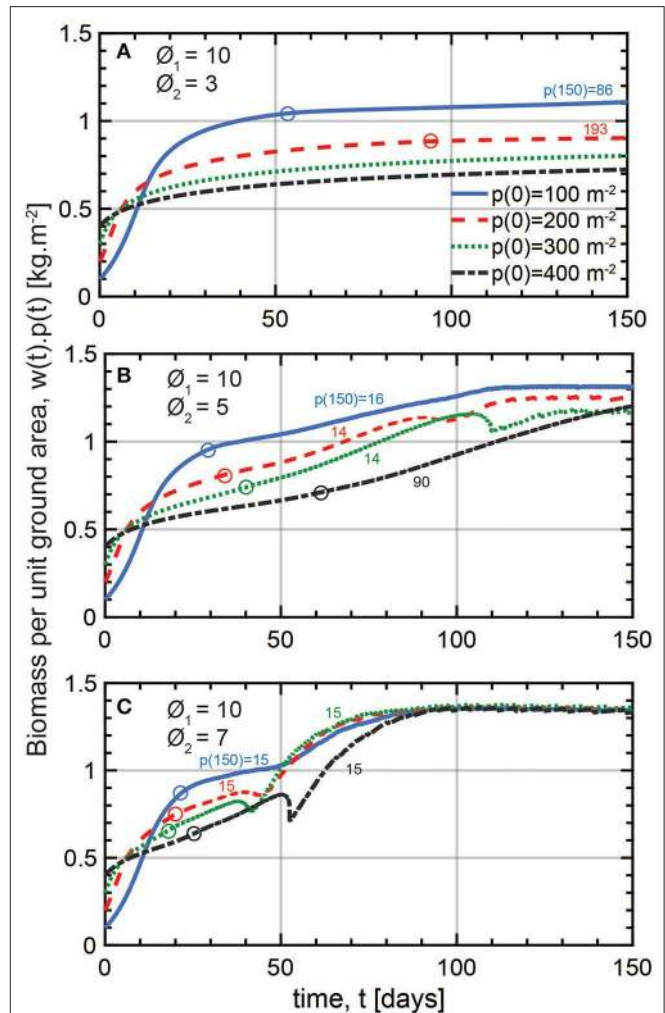 Biomass per unit ground area, w(t).p(t) [kg.m⁻²]
A
Ø₁ = 10
Ø₂ = 3
p(150)=86
193
p(0)=100 m⁻²
p(0)=200 m⁻²
p(0)=300 m⁻²
p(0)=400 m⁻²
1.5
1
0.5
0
0 50 100 150
B
Ø₁ = 10
Ø₂ = 5
p(150)=16
14
14
90
1.5
1
0.5
0
0 50 100 150
C
Ø₁ = 10
Ø₂ = 7
p(150)=15
15
15
15
1.5
1
0.5
0
0 50 100 150
time, t [days]